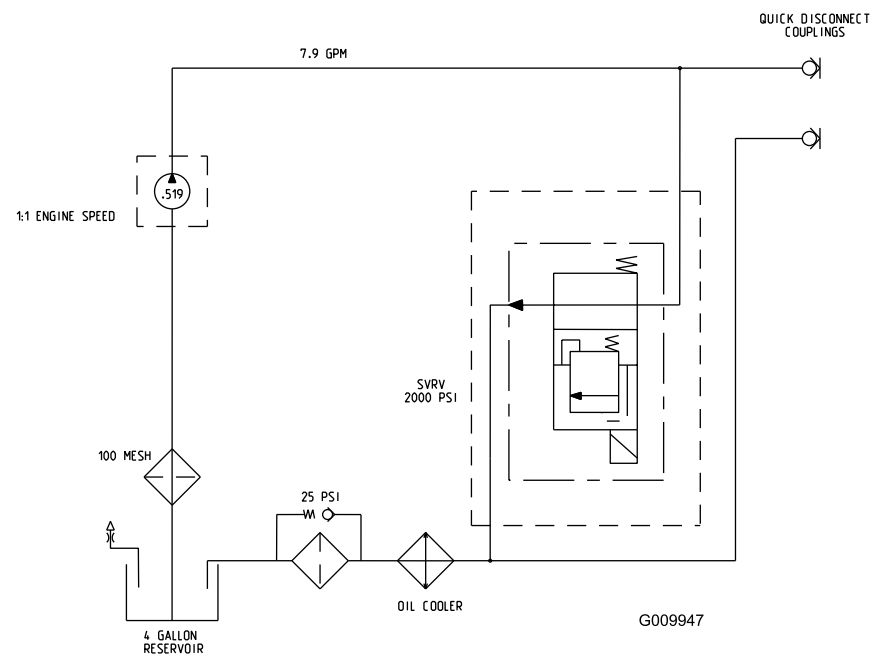 QUICK DISCONNECT
COUPLINGS
7.9 GPM
.519
1:1 ENGINE SPEED
SVRV
2000 PSI
100 MESH
25 PSI
OIL COOLER
G009947
4 GALLON
RESERVOIR